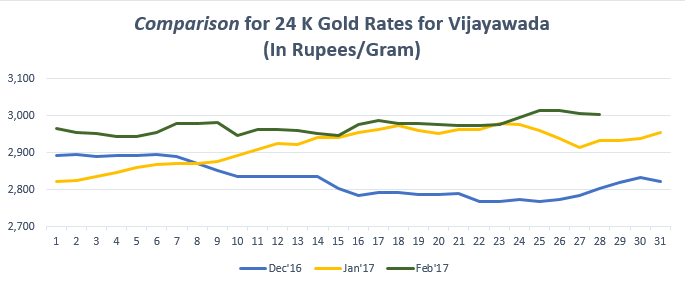 Comparison for 24 K Gold Rates for Vijayawada
(In Rupees/Gram)
3,100
3,000
2,900
2,800
2,700
1 2 3 4 5 6 7 8 9 10 11 12 13 14 15 16 17 18 19 20 21 22 23 24 25 26 27 28 29 30 31
Dec'16 Jan'17 Feb'17